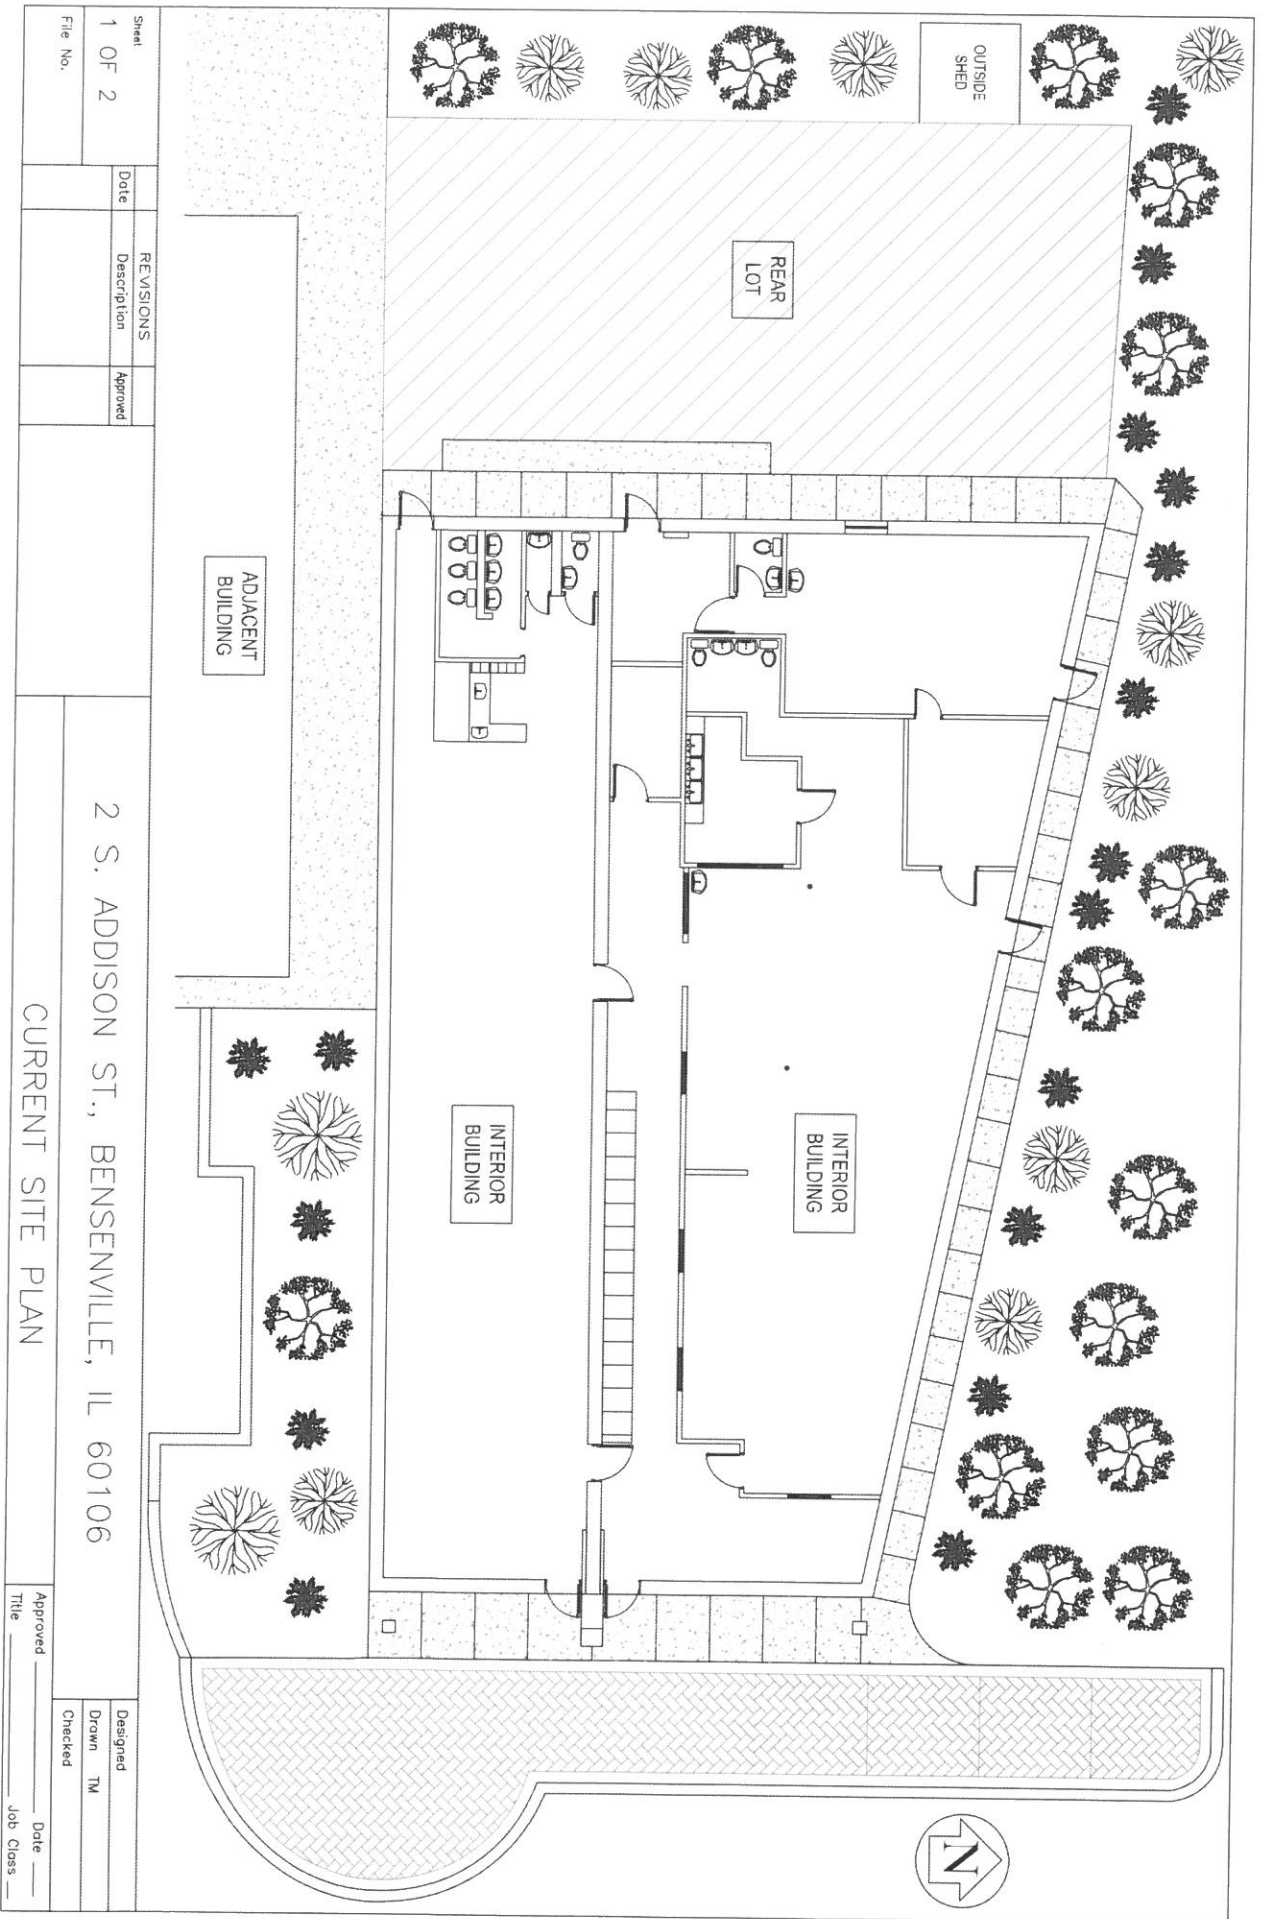 OUTSIDE
SHED
REAR
LOT
INTERIOR
BUILDING
INTERIOR
BUILDING
ADJACENT
BUILDING
N
Sheet
1 OF 2
File No.
REVISIONS
Date Description Approved
2 S. ADDISON ST., BENSENVILLE, IL 60106
CURRENT SITE PLAN
Designed
Drawn TM
Checked
Approved Date
Title Job Class